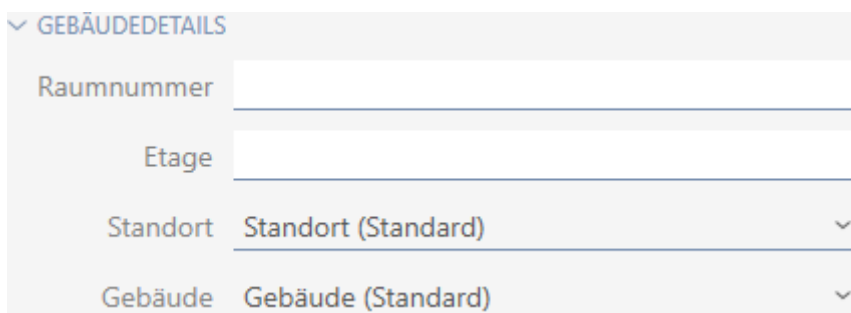 GEBÄUDEDETAILS
Raumnummer
Etage
Standort Standort (Standard)
Gebäude Gebäude (Standard)